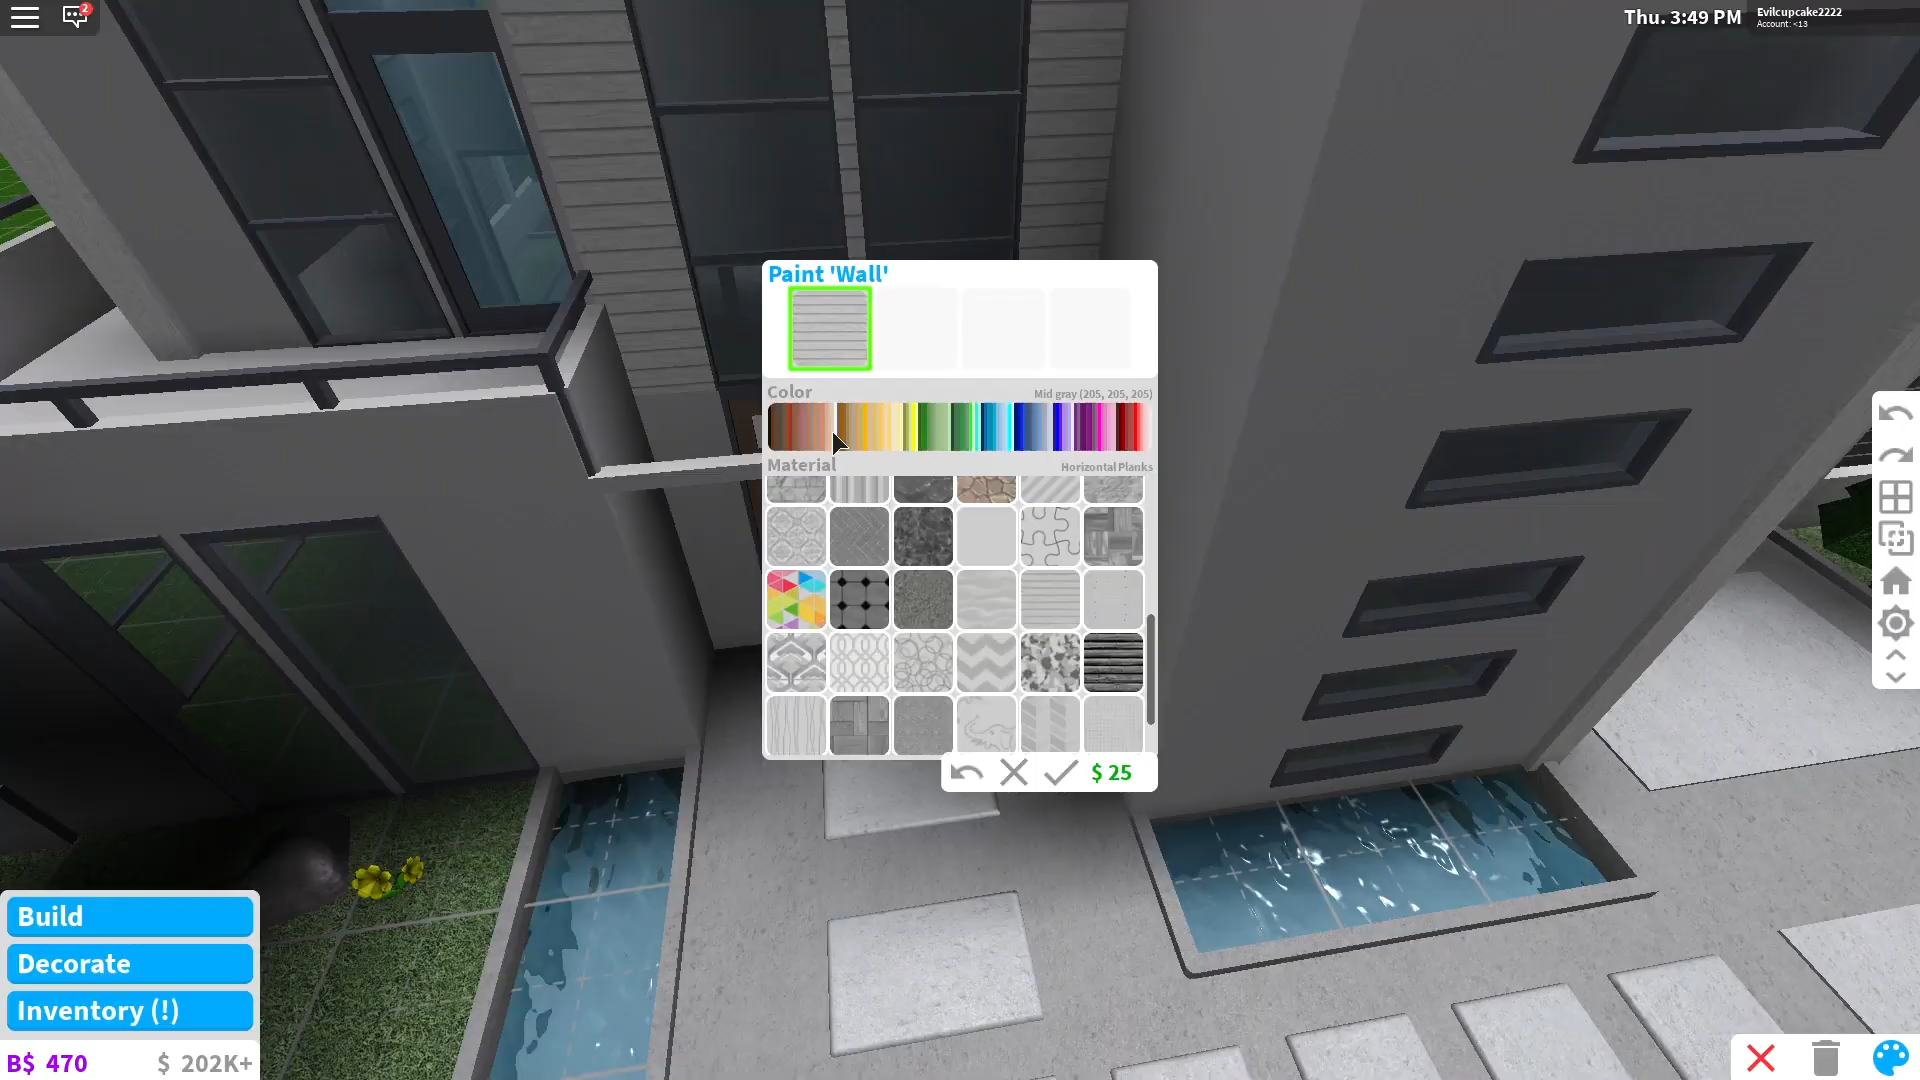 2
Thu. 3:49 PM
Evilcupcake2222
Account: <13
Paint 'Wall'
Color
Mid gray (205, 205, 205)
Material
Horizontal Planks
$ 25
Build
Decorate
Inventory (!)
B$ 470
$ 202K+